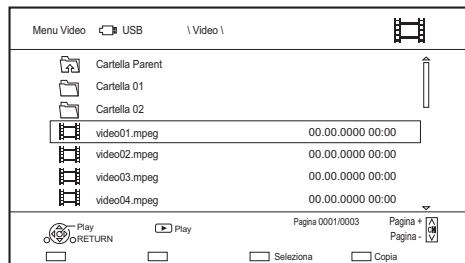 Menu Video USB \ Video \
Cartella Parent
Cartella 01
Cartella 02
video01.mpeg 00.00.0000 00:00
video02.mpeg 00.00.0000 00:00
video03.mpeg 00.00.0000 00:00
video04.mpeg 00.00.0000 00:00
Play Play Pagina 0001/0003 Pagina +
CH
RETURN Pagina -
Seleziona Copia